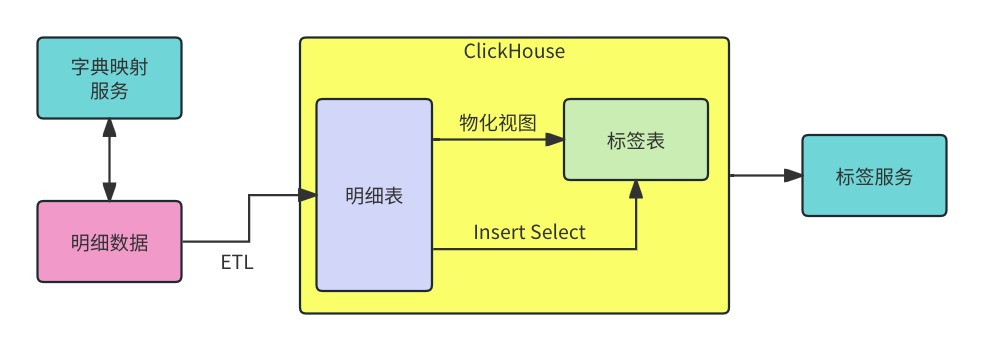 字典映射
服务
明细数据
ETL
ClickHouse
明细表
物化视图
Insert Select
标签表
标签服务